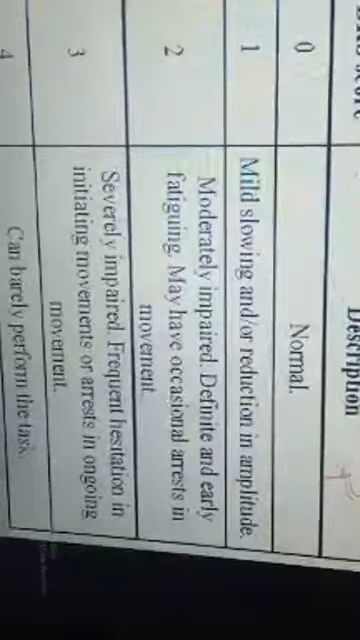 Description
0 Normal.
1 Mild slowing and/or reduction in amplitude.
2 Moderately impaired. Definite and early
fatiguing. May have occasional arrests in
movement.
3 Severely impaired. Frequent hesitation in
initiating movements or arrests in ongoing
movement.
4 Can barely perform the task.